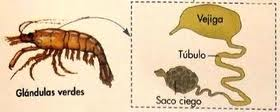 Vejiga
Túbulo
Saco ciego
Glándulas verdes